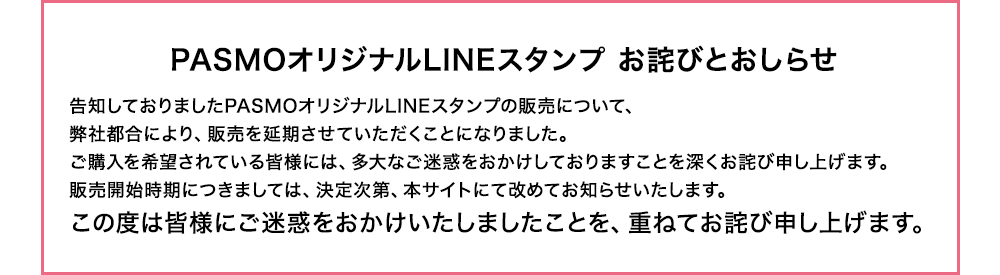 PASMOオリジナルLINEスタンプ お詫びとおしらせ
告知しておりましたPASMOオリジナルLINEスタンプの販売について、
弊社都合により、販売を延期させていただくことになりました。
ご購入を希望されている皆様には、多大なご迷惑をおかけしておりますことを深くお詫び申し上げます。
販売開始時期につきましては、決定次第、本サイトにて改めてお知らせいたします。
この度は皆様にご迷惑をおかけいたしましたことを、重ねてお詫び申し上げます。